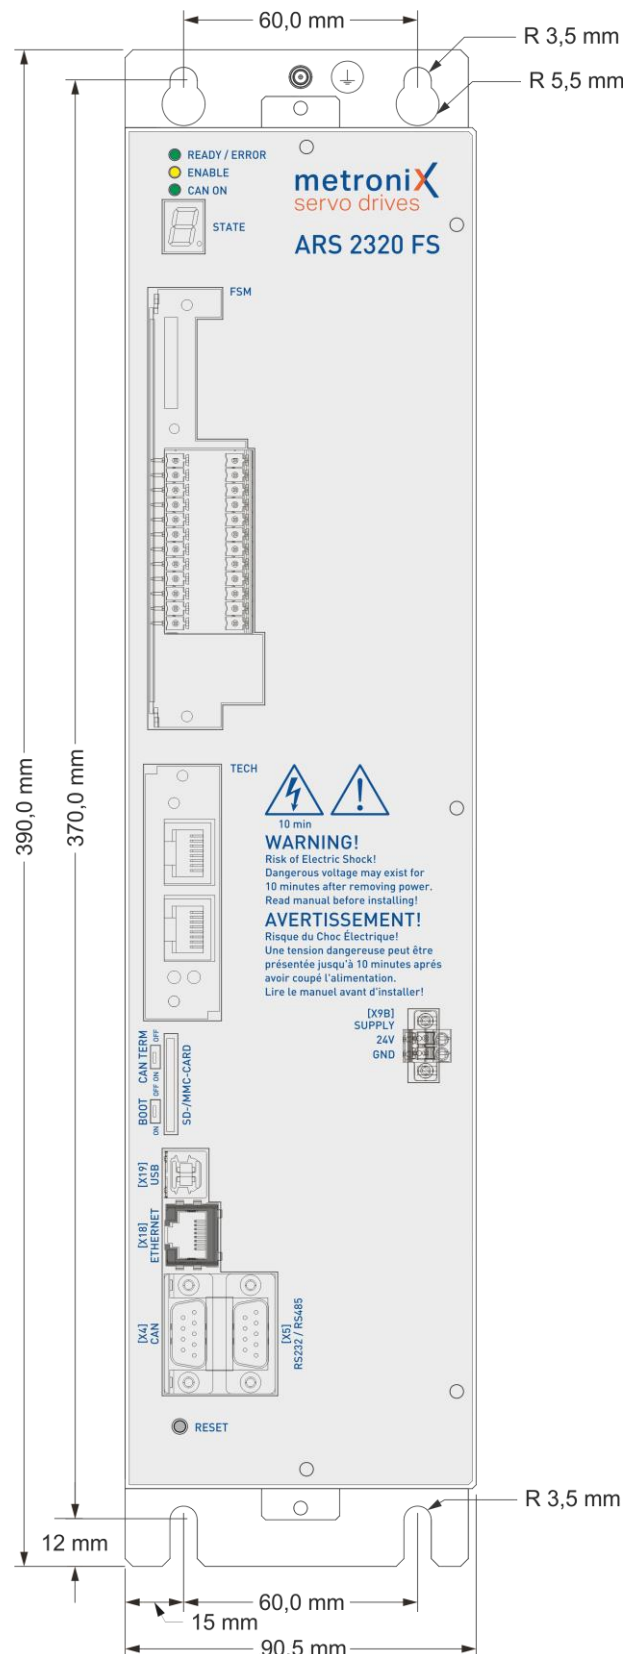 60,0 mm
R 3,5 mm
R 5,5 mm
READY / ERROR
ENABLE
CAN ON
STATE
metroniX
servo drives
ARS 2320 FS
FSM
390,0 mm
370,0 mm
TECH
10 min
WARNING!
Risk of Electric Shock!
Dangerous voltage may exist for
10 minutes after removing power.
Read manual before installing!
AVERTISSEMENT!
Risque du Choc Électrique!
Une tension dangereuse peut être
présentée jusqu'à 10 minutes aprés
avoir coupé l'alimentation.
Lire le manuel avant d'installer!
[X9B]
SUPPLY
24V
GND
CAN TERM
OFF
ON
BOOT
OFF
ON
SD-/MMC-CARD
[X19]
USB
[X18]
ETHERNET
[X4]
CAN
[X5]
RS232 / RS485
RESET
R 3,5 mm
12 mm
60,0 mm
15 mm
90,5 mm